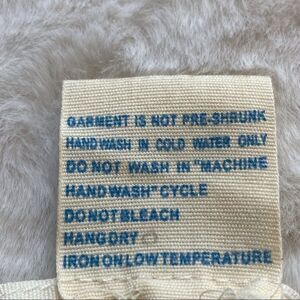 GARMENT IS NOT PRE-SHRUNK
HAND WASH IN COLD WATER ONLY
DO NOT WASH IN "MACHINE
HAND WASH" CYCLE
DO NOT BLEACH
HANG DRY
IRON ON LOW TEMPERATURE